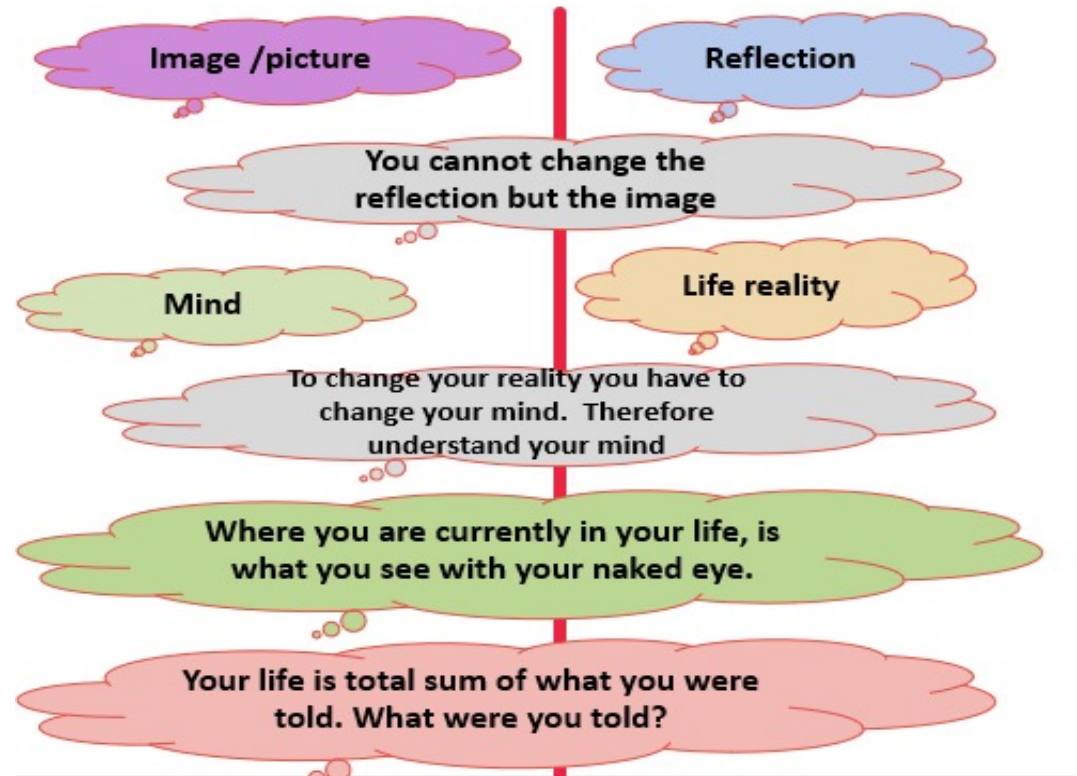 Image /picture
Reflection
You cannot change the
reflection but the image
Mind
Life reality
To change your reality you have to
change your mind.  Therefore
understand your mind
Where you are currently in your life, is
what you see with your naked eye.
Your life is total sum of what you were
told. What were you told?